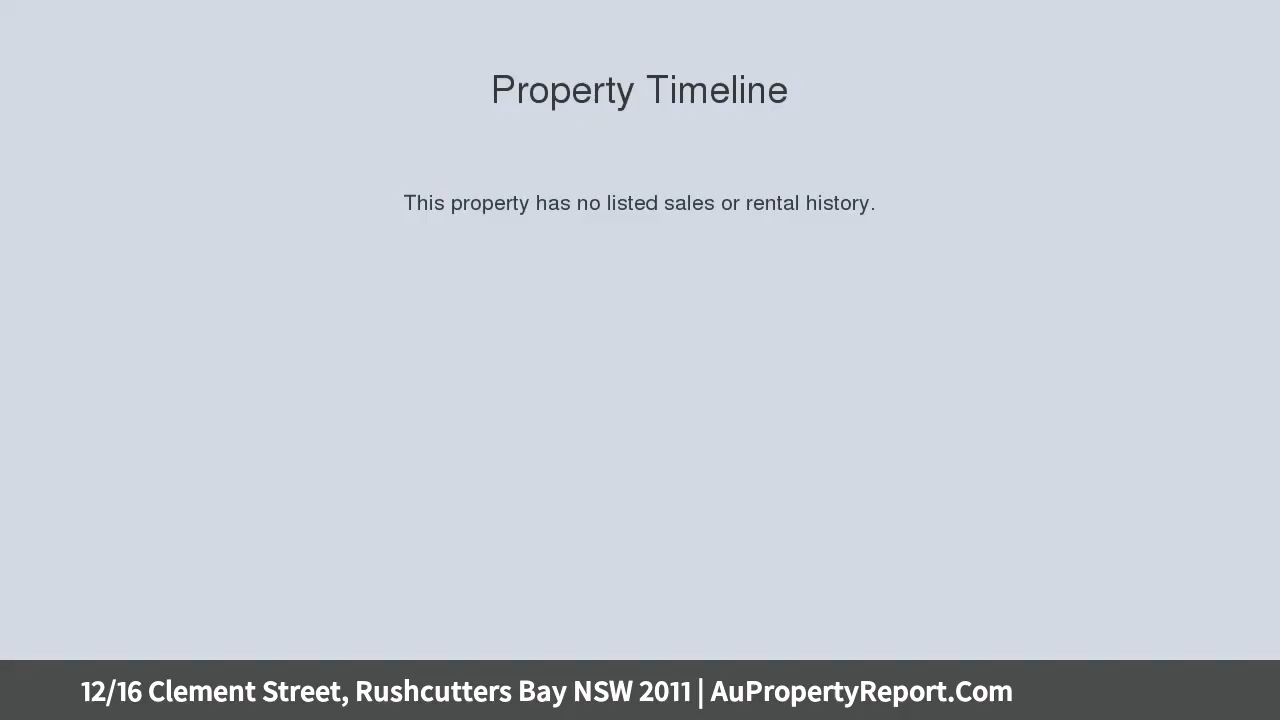 Property Timeline
This property has no listed sales or rental history.
12/16 Clement Street, Rushcutters Bay NSW 2011 | AuPropertyReport.Com